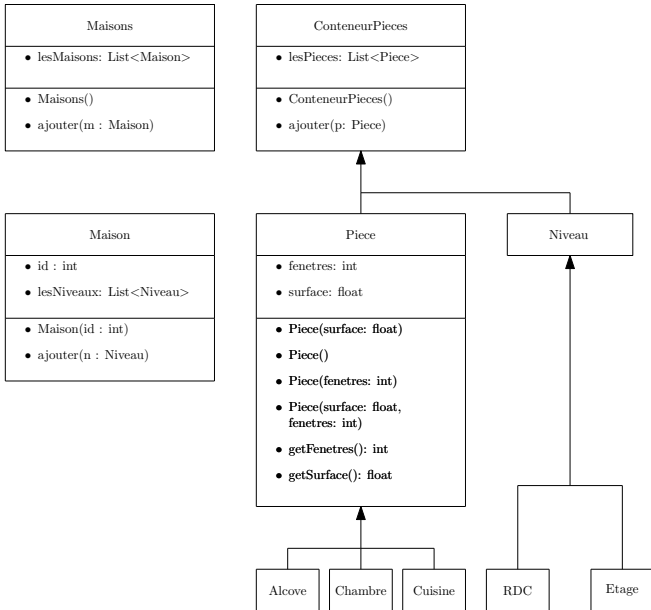 Maisons
• lesMaisons: List<Maison>
• Maisons()
• ajouter(m : Maison)
ConteneurPieces
• lesPieces: List<Piece>
• ConteneurPieces()
• ajouter(p: Piece)
Maison
• id : int
• lesNiveaux: List<Niveau>
• Maison(id : int)
• ajouter(n : Niveau)
Piece
• fenetres: int
• surface: float
• Piece(surface: float)
• Piece()
• Piece(fenetres: int)
• Piece(surface: float,
fenetres: int)
• getFenetres(): int
• getSurface(): float
Niveau
Alcove
Chambre
Cuisine
RDC
Etage